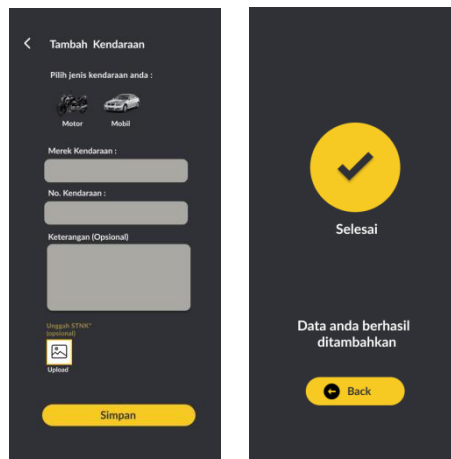 Tambah Kendaraan
Pilih jenis kendaraan anda :
Motor Mobil
Merek Kendaraan :
No. Kendaraan :
Keterangan (Opsional)
Unggah STNK*
(opsional)
Upload
Simpan
Selesai
Data anda berhasil
ditambahkan
Back